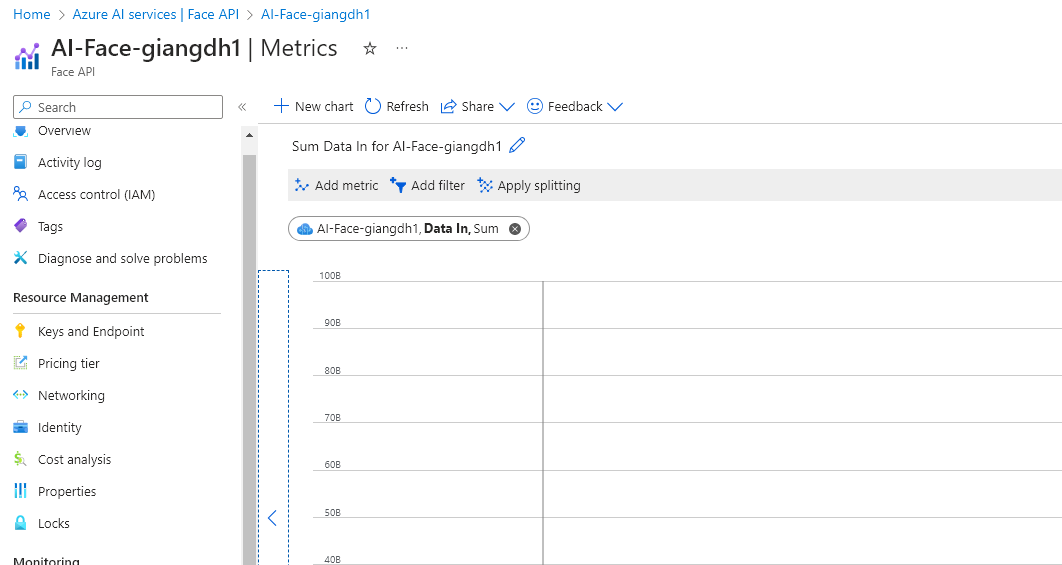 Home > Azure AI services | Face API > AI-Face-giangdh1
AI-Face-giangdh1 | Metrics
Face API
Search
Overview
Activity log
Access control (IAM)
Tags
Diagnose and solve problems
Resource Management
Keys and Endpoint
Pricing tier
Networking
Identity
Cost analysis
Properties
Locks
Monitoring
New chart Refresh Share Feedback
Sum Data In for AI-Face-giangdh1
Add metric Add filter Apply splitting
AI-Face-giangdh1, Data In, Sum
100B
90B
80B
70B
60B
50B
40B